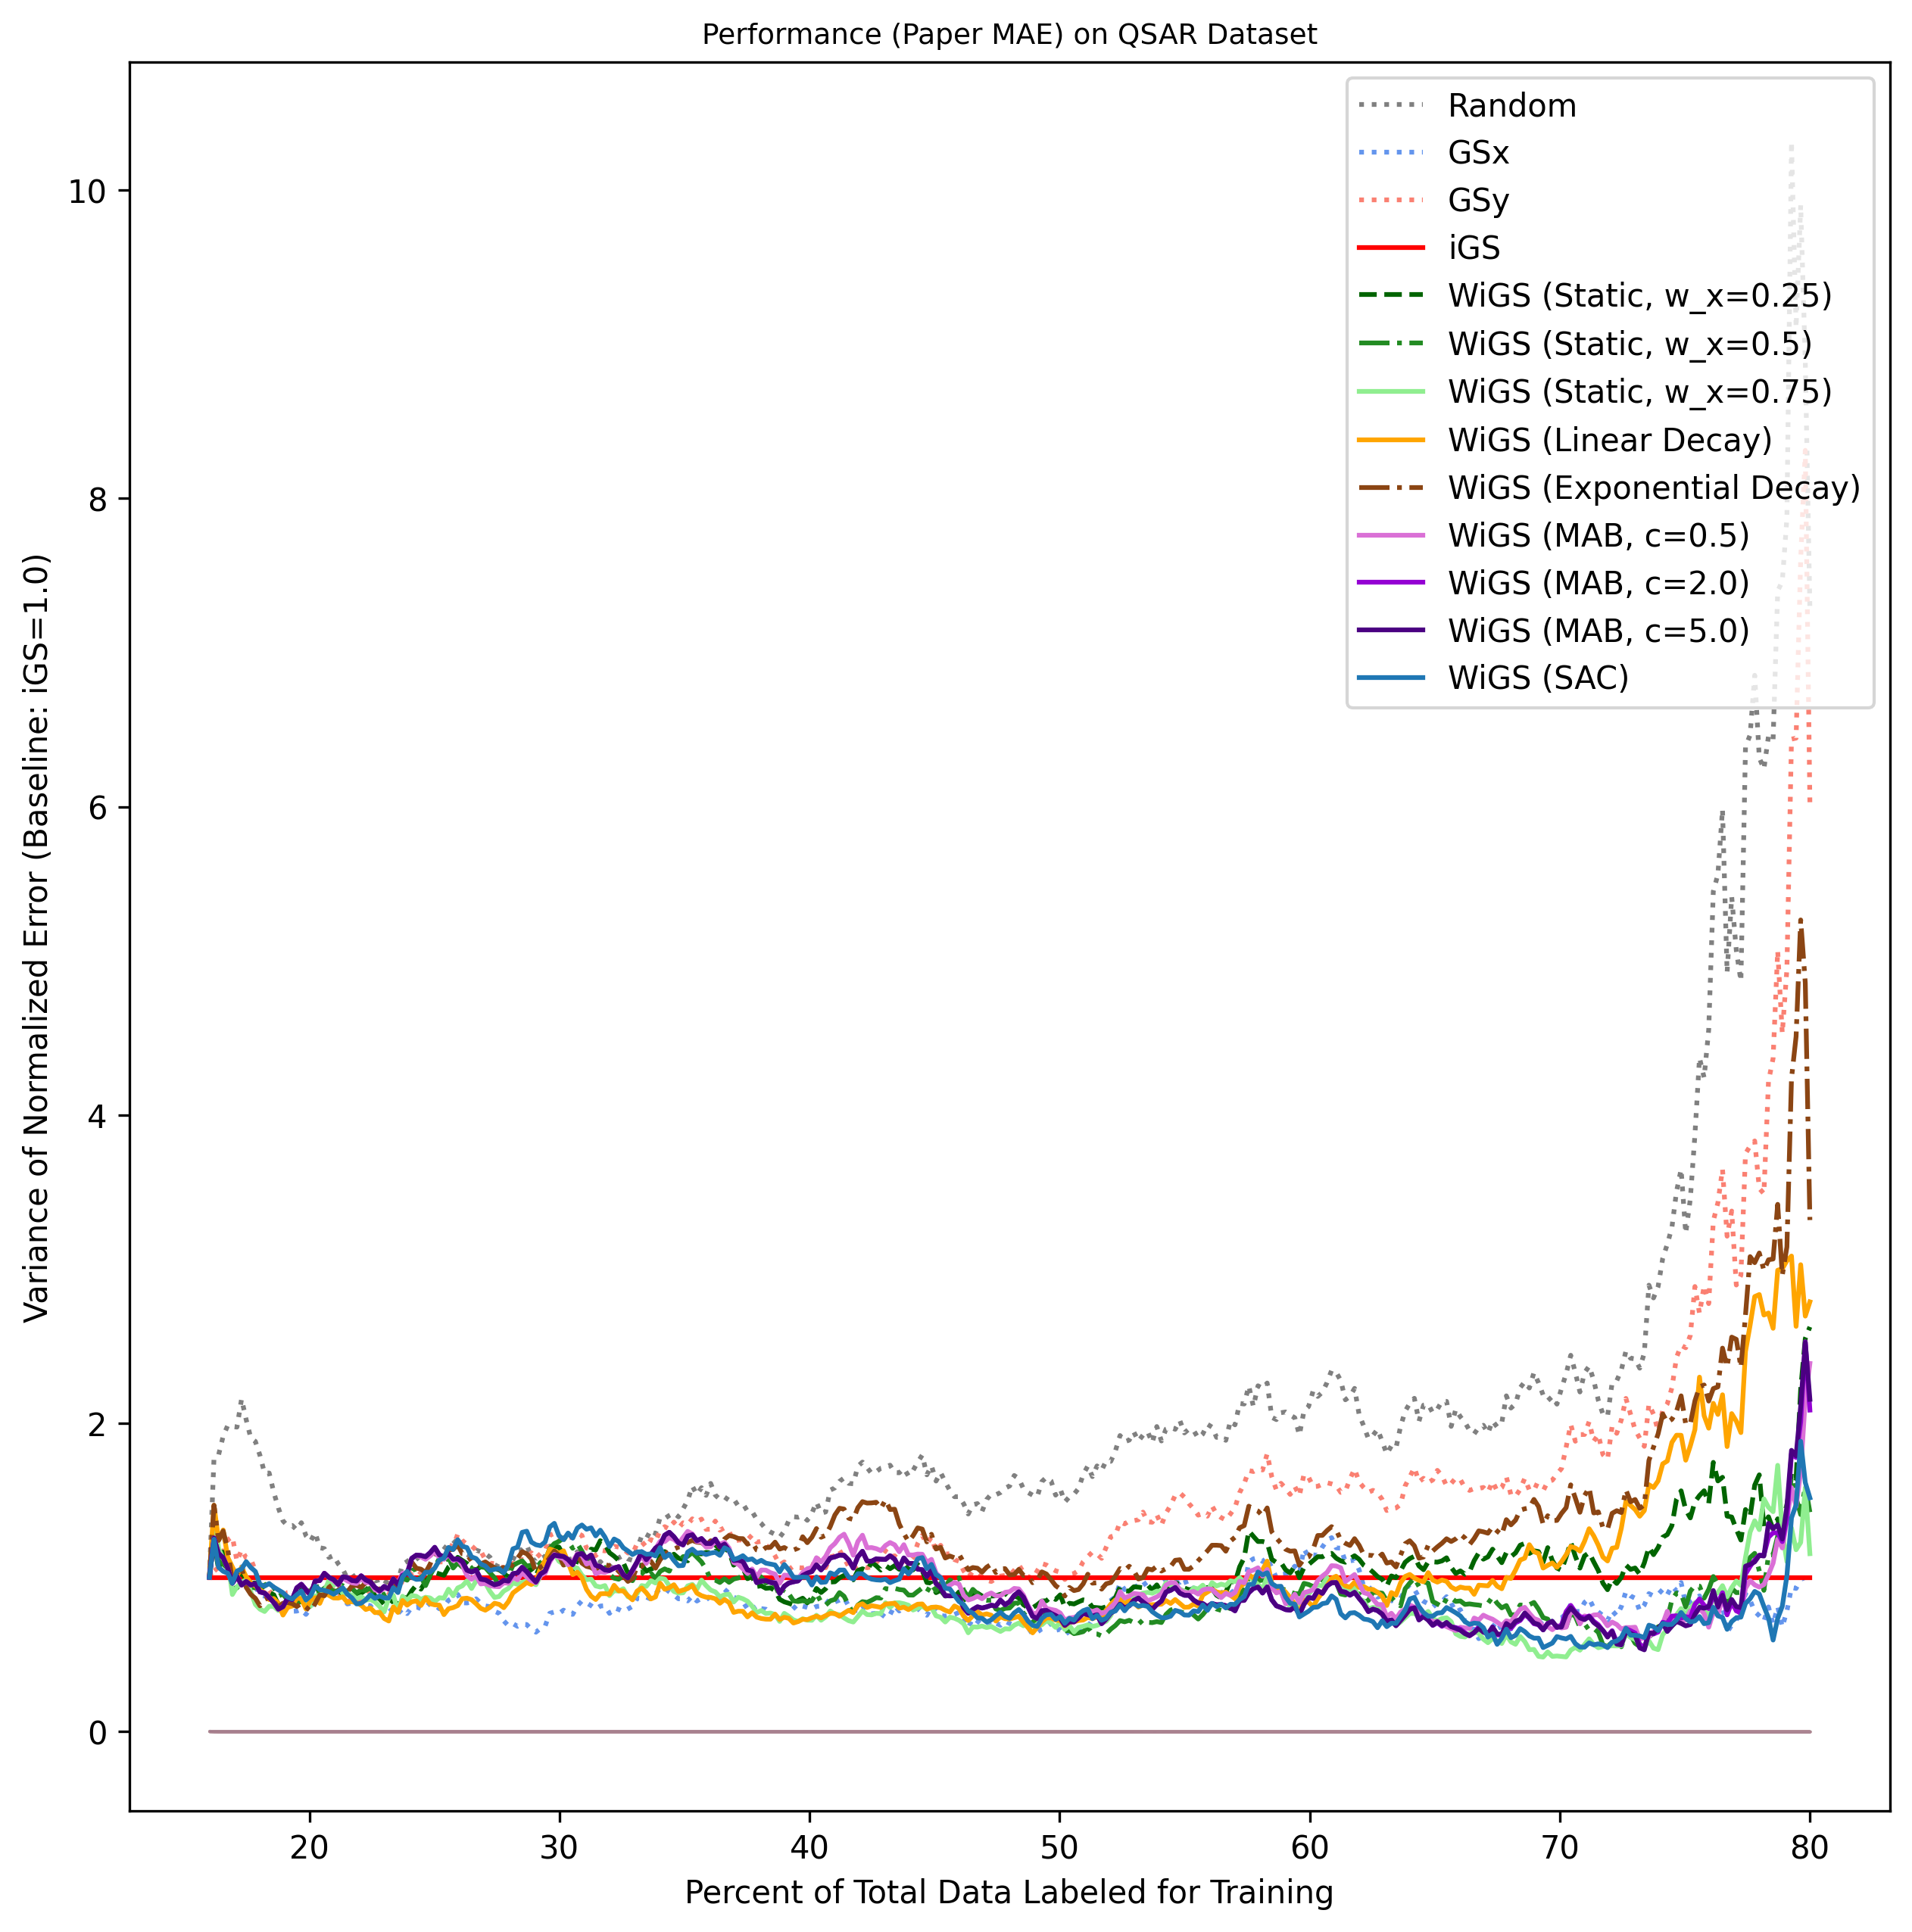 Performance (Paper MAE) on QSAR Dataset
Variance of Normalized Error (Baseline: iGS=1.0)
10
8
6
4
2
0
Random
GSx
GSy
iGS
WiGS (Static, w_x=0.25)
WiGS (Static, w_x=0.5)
WiGS (Static, w_x=0.75)
WiGS (Linear Decay)
WiGS (Exponential Decay)
WiGS (MAB, c=0.5)
WiGS (MAB, c=2.0)
WiGS (MAB, c=5.0)
WiGS (SAC)
20 30 40 50 60 70 80
Percent of Total Data Labeled for Training